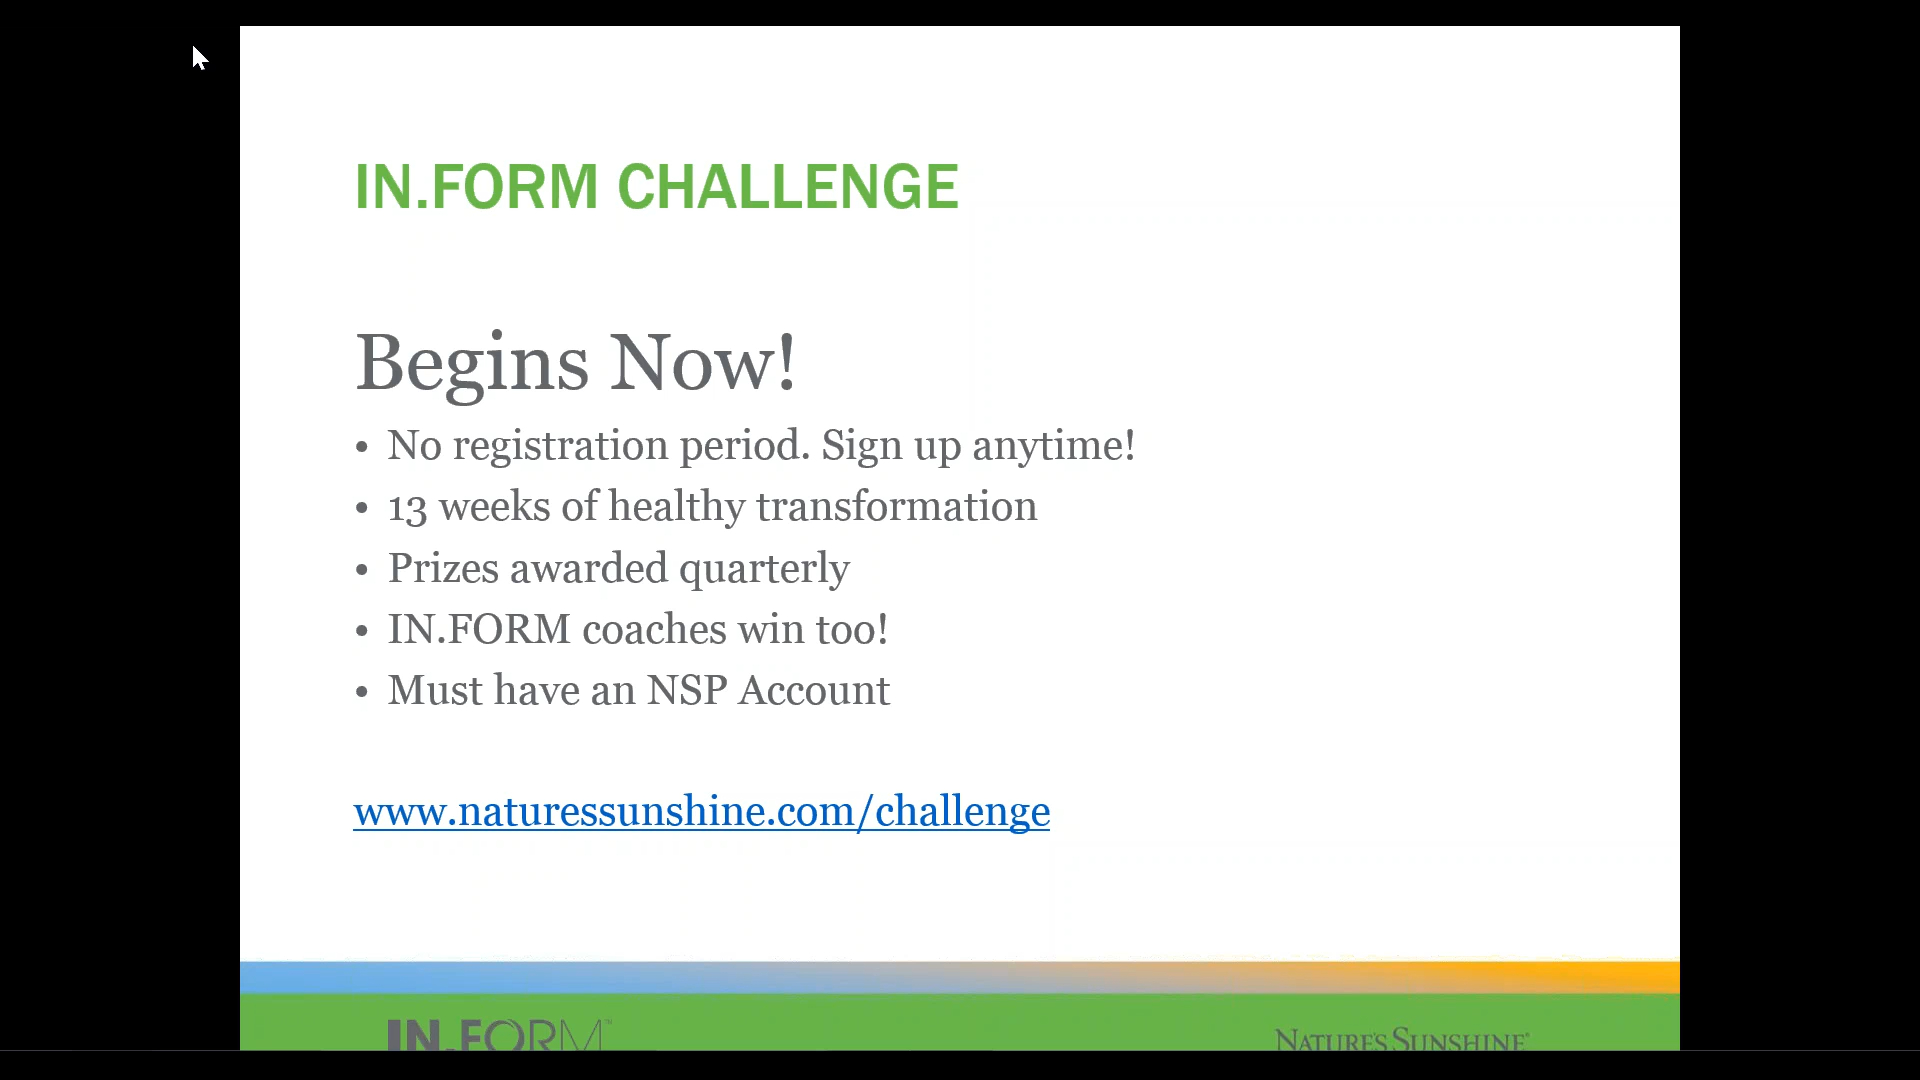 IN.FORM CHALLENGE
Begins Now!
• No registration period. Sign up anytime!
• 13 weeks of healthy transformation
• Prizes awarded quarterly
• IN.FORM coaches win too!
• Must have an NSP Account
www.naturessunshine.com/challenge
IN.FORM™ NATURE'S SUNSHINE®